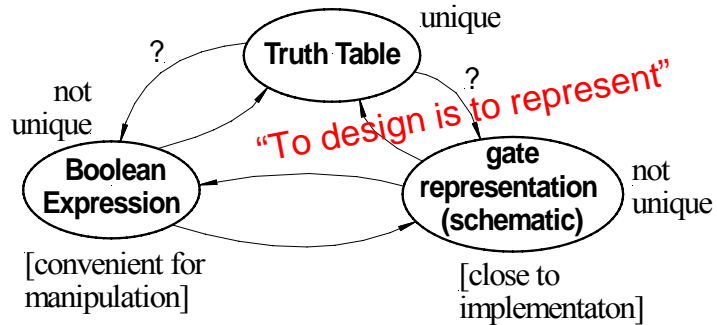 unique
?
Truth Table
?
“To design is to represent”
not
unique
Boolean
Expression
gate
representation
(schematic)
not
unique
[convenient for
manipulation]
[close to
implementaton]